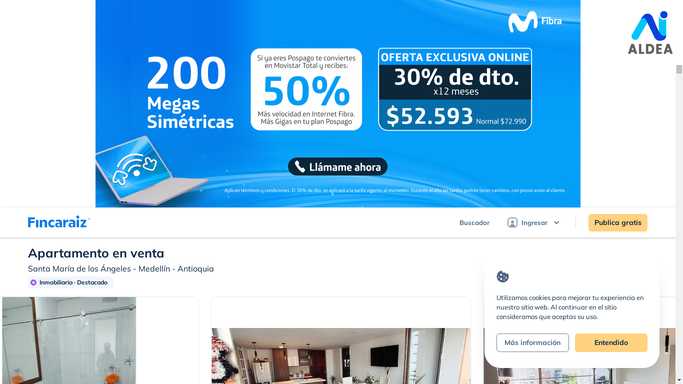 Fibra
ALDEA
200
Megas
Simétricas
Si ya eres Pospago te conviertes
en Movistar Total y recibes.
50%
Más velocidad en Internet Fibra.
Más Gigas en tu plan Pospago
OFERTA EXCLUSIVA ONLINE
30% de dto.
x12 meses
$52.593 Normal $72.990
Llámame ahora
Fincaraiz
Buscador
Ingresar
Publica gratis
Apartamento en venta
Santa María de los Ángeles - Medellín - Antioquia
Inmobiliario · Destacado
Utilizamos cookies para mejorar tu experiencia en
nuestro sitio web. Al continuar en el sitio
consideramos que aceptas su uso.
Más información
Entendido